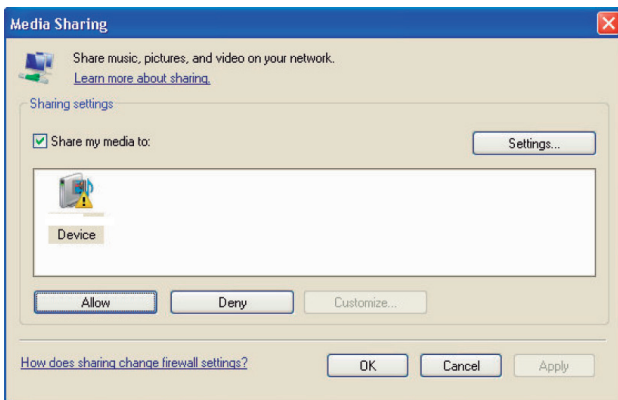 Media Sharing
Share music, pictures, and video on your network.
Learn more about sharing.
Sharing settings
Share my media to:
Settings...
Device
Allow
Deny
Customize...
How does sharing change firewall settings?
OK
Cancel
Apply